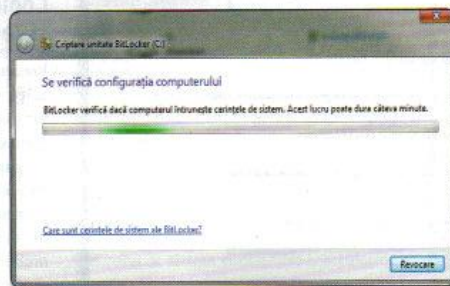 Criptare unitate BitLocker (C:)
Se verifică configurația computerului
BitLocker verifică dacă computerul întrunește cerințele de sistem. Acest lucru poate dura câteva minute.
Care sunt cerințele de sistem ale BitLocker?
Revocare